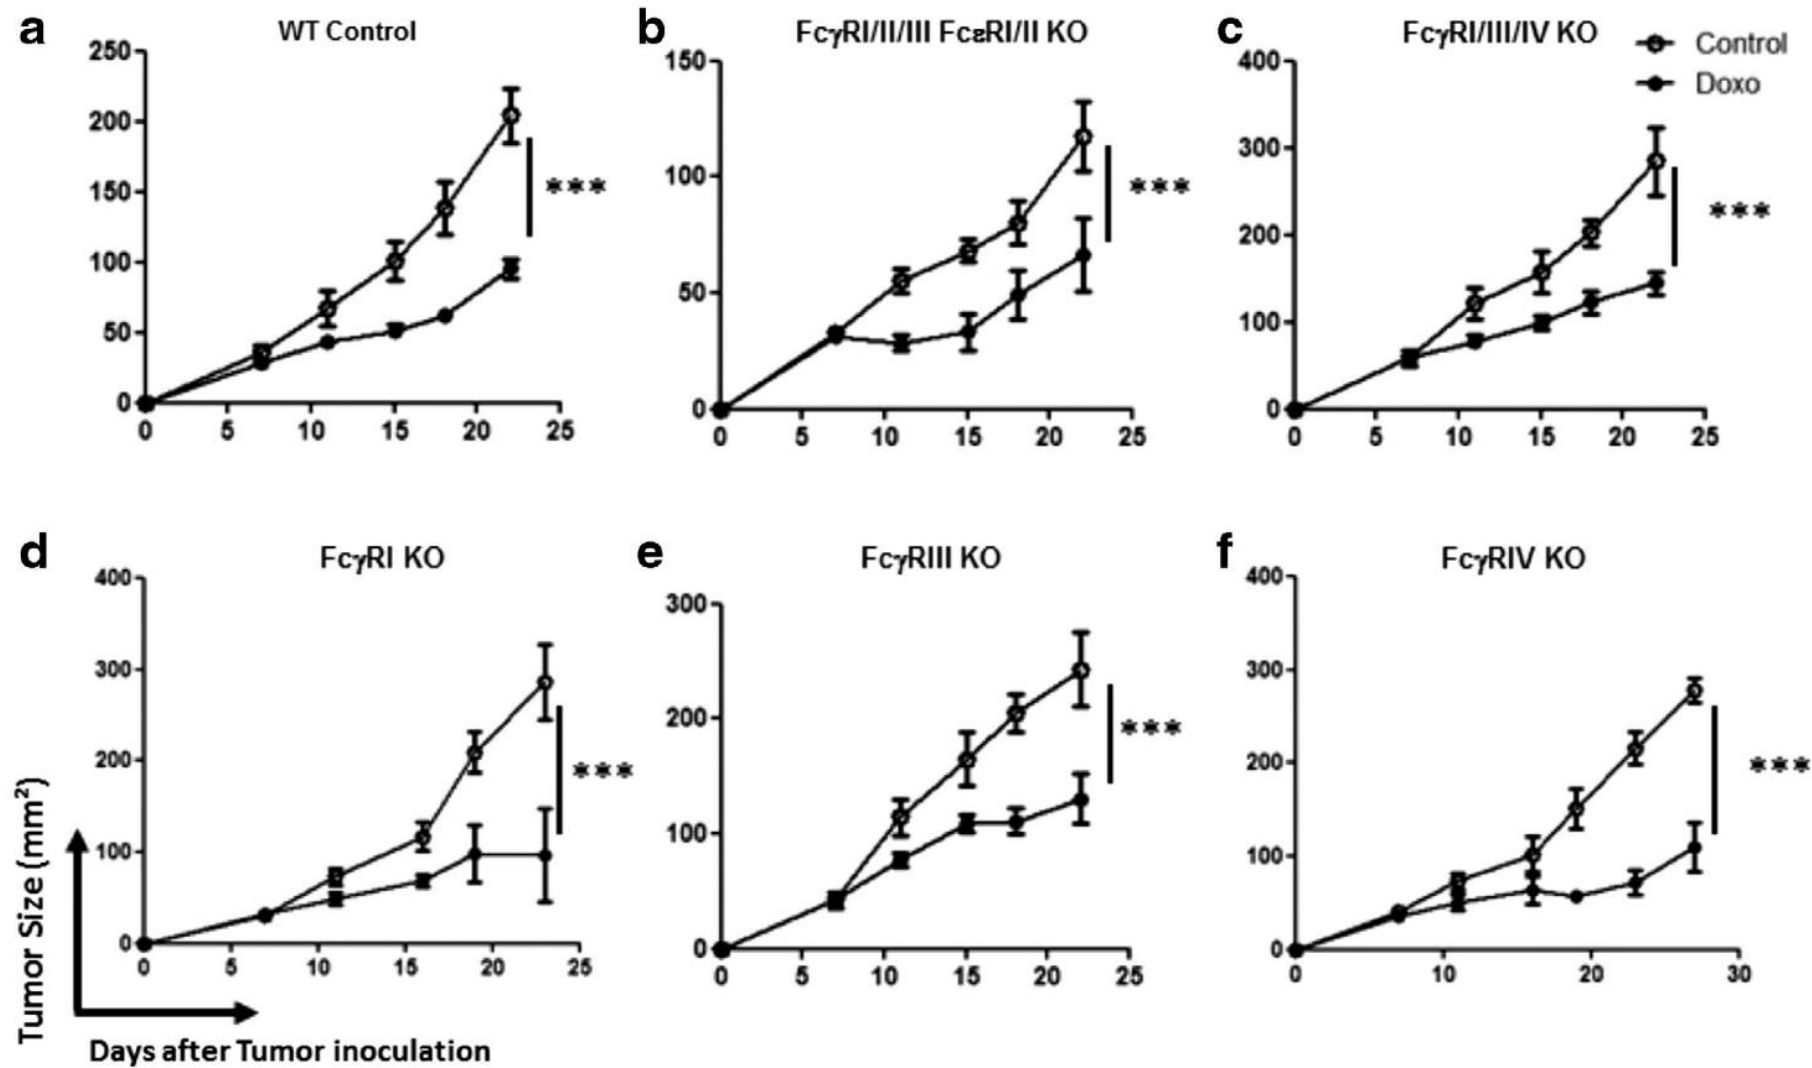 a
WT Control
250
200
150
100
50
0
0 5 10 15 20 25
***
b
FcγRI/II/III FcεRI/II KO
150
100
50
0
0 5 10 15 20 25
***
c
FcγRI/III/IV KO
400
300
200
100
0
0 5 10 15 20 25
***
Control
Doxo
d
FcγRI KO
400
300
200
100
0
0 5 10 15 20 25
***
e
FcγRIII KO
300
200
100
0
0 5 10 15 20 25
***
f
FcγRIV KO
400
300
200
100
0
0 10 20 30
***
Tumor Size (mm²)
Days after Tumor inoculation